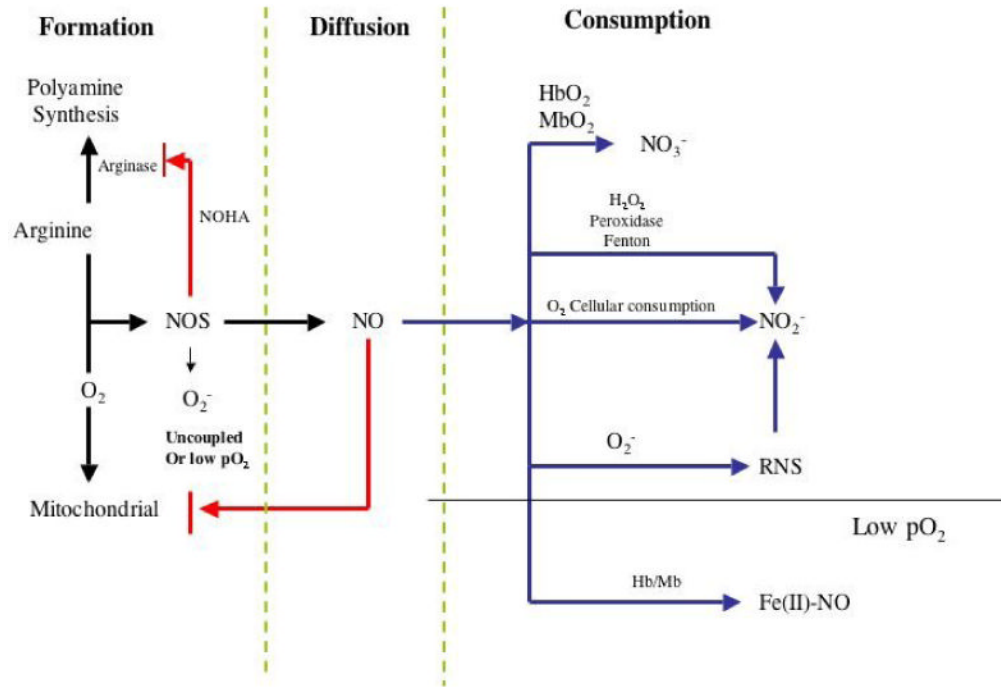 Formation
Diffusion
Consumption
Polyamine
Synthesis
HbO₂
MbO₂
NO₃⁻
Arginase
NOHA
H₂O₂
Peroxidase
Fenton
Arginine
NOS
NO
O₂ Cellular consumption
NO₂⁻
O₂
O₂⁻
Uncoupled
Or low pO₂
O₂⁻
RNS
Mitochondrial
Low pO₂
Hb/Mb
Fe(II)-NO